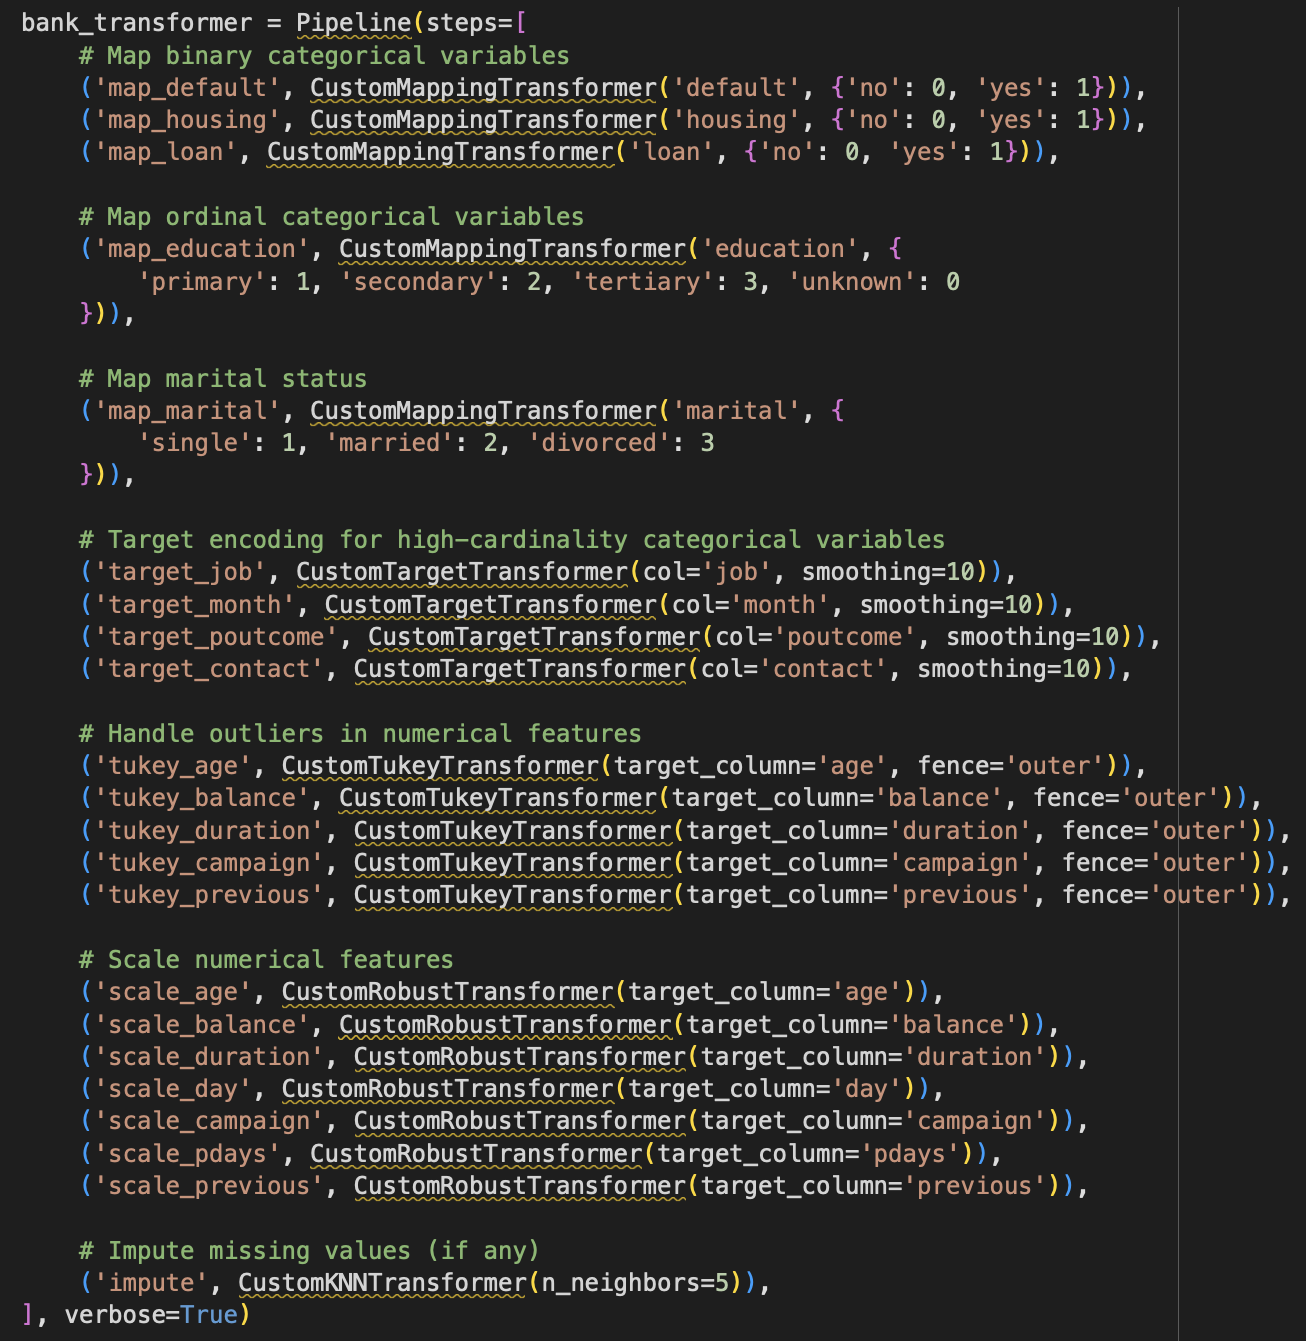 bank_transformer = Pipeline(steps=[
    # Map binary categorical variables
    ('map_default', CustomMappingTransformer('default', {'no': 0, 'yes': 1})),
    ('map_housing', CustomMappingTransformer('housing', {'no': 0, 'yes': 1})),
    ('map_loan', CustomMappingTransformer('loan', {'no': 0, 'yes': 1})),

    # Map ordinal categorical variables
    ('map_education', CustomMappingTransformer('education', {
        'primary': 1, 'secondary': 2, 'tertiary': 3, 'unknown': 0
    })),

    # Map marital status
    ('map_marital', CustomMappingTransformer('marital', {
        'single': 1, 'married': 2, 'divorced': 3
    })),

    # Target encoding for high-cardinality categorical variables
    ('target_job', CustomTargetTransformer(col='job', smoothing=10)),
    ('target_month', CustomTargetTransformer(col='month', smoothing=10)),
    ('target_poutcome', CustomTargetTransformer(col='poutcome', smoothing=10)),
    ('target_contact', CustomTargetTransformer(col='contact', smoothing=10)),

    # Handle outliers in numerical features
    ('tukey_age', CustomTukeyTransformer(target_column='age', fence='outer')),
    ('tukey_balance', CustomTukeyTransformer(target_column='balance', fence='outer')),
    ('tukey_duration', CustomTukeyTransformer(target_column='duration', fence='outer')),
    ('tukey_campaign', CustomTukeyTransformer(target_column='campaign', fence='outer')),
    ('tukey_previous', CustomTukeyTransformer(target_column='previous', fence='outer')),

    # Scale numerical features
    ('scale_age', CustomRobustTransformer(target_column='age')),
    ('scale_balance', CustomRobustTransformer(target_column='balance')),
    ('scale_duration', CustomRobustTransformer(target_column='duration')),
    ('scale_day', CustomRobustTransformer(target_column='day')),
    ('scale_campaign', CustomRobustTransformer(target_column='campaign')),
    ('scale_pdays', CustomRobustTransformer(target_column='pdays')),
    ('scale_previous', CustomRobustTransformer(target_column='previous')),

    # Impute missing values (if any)
    ('impute', CustomKNNTransformer(n_neighbors=5)),
], verbose=True)